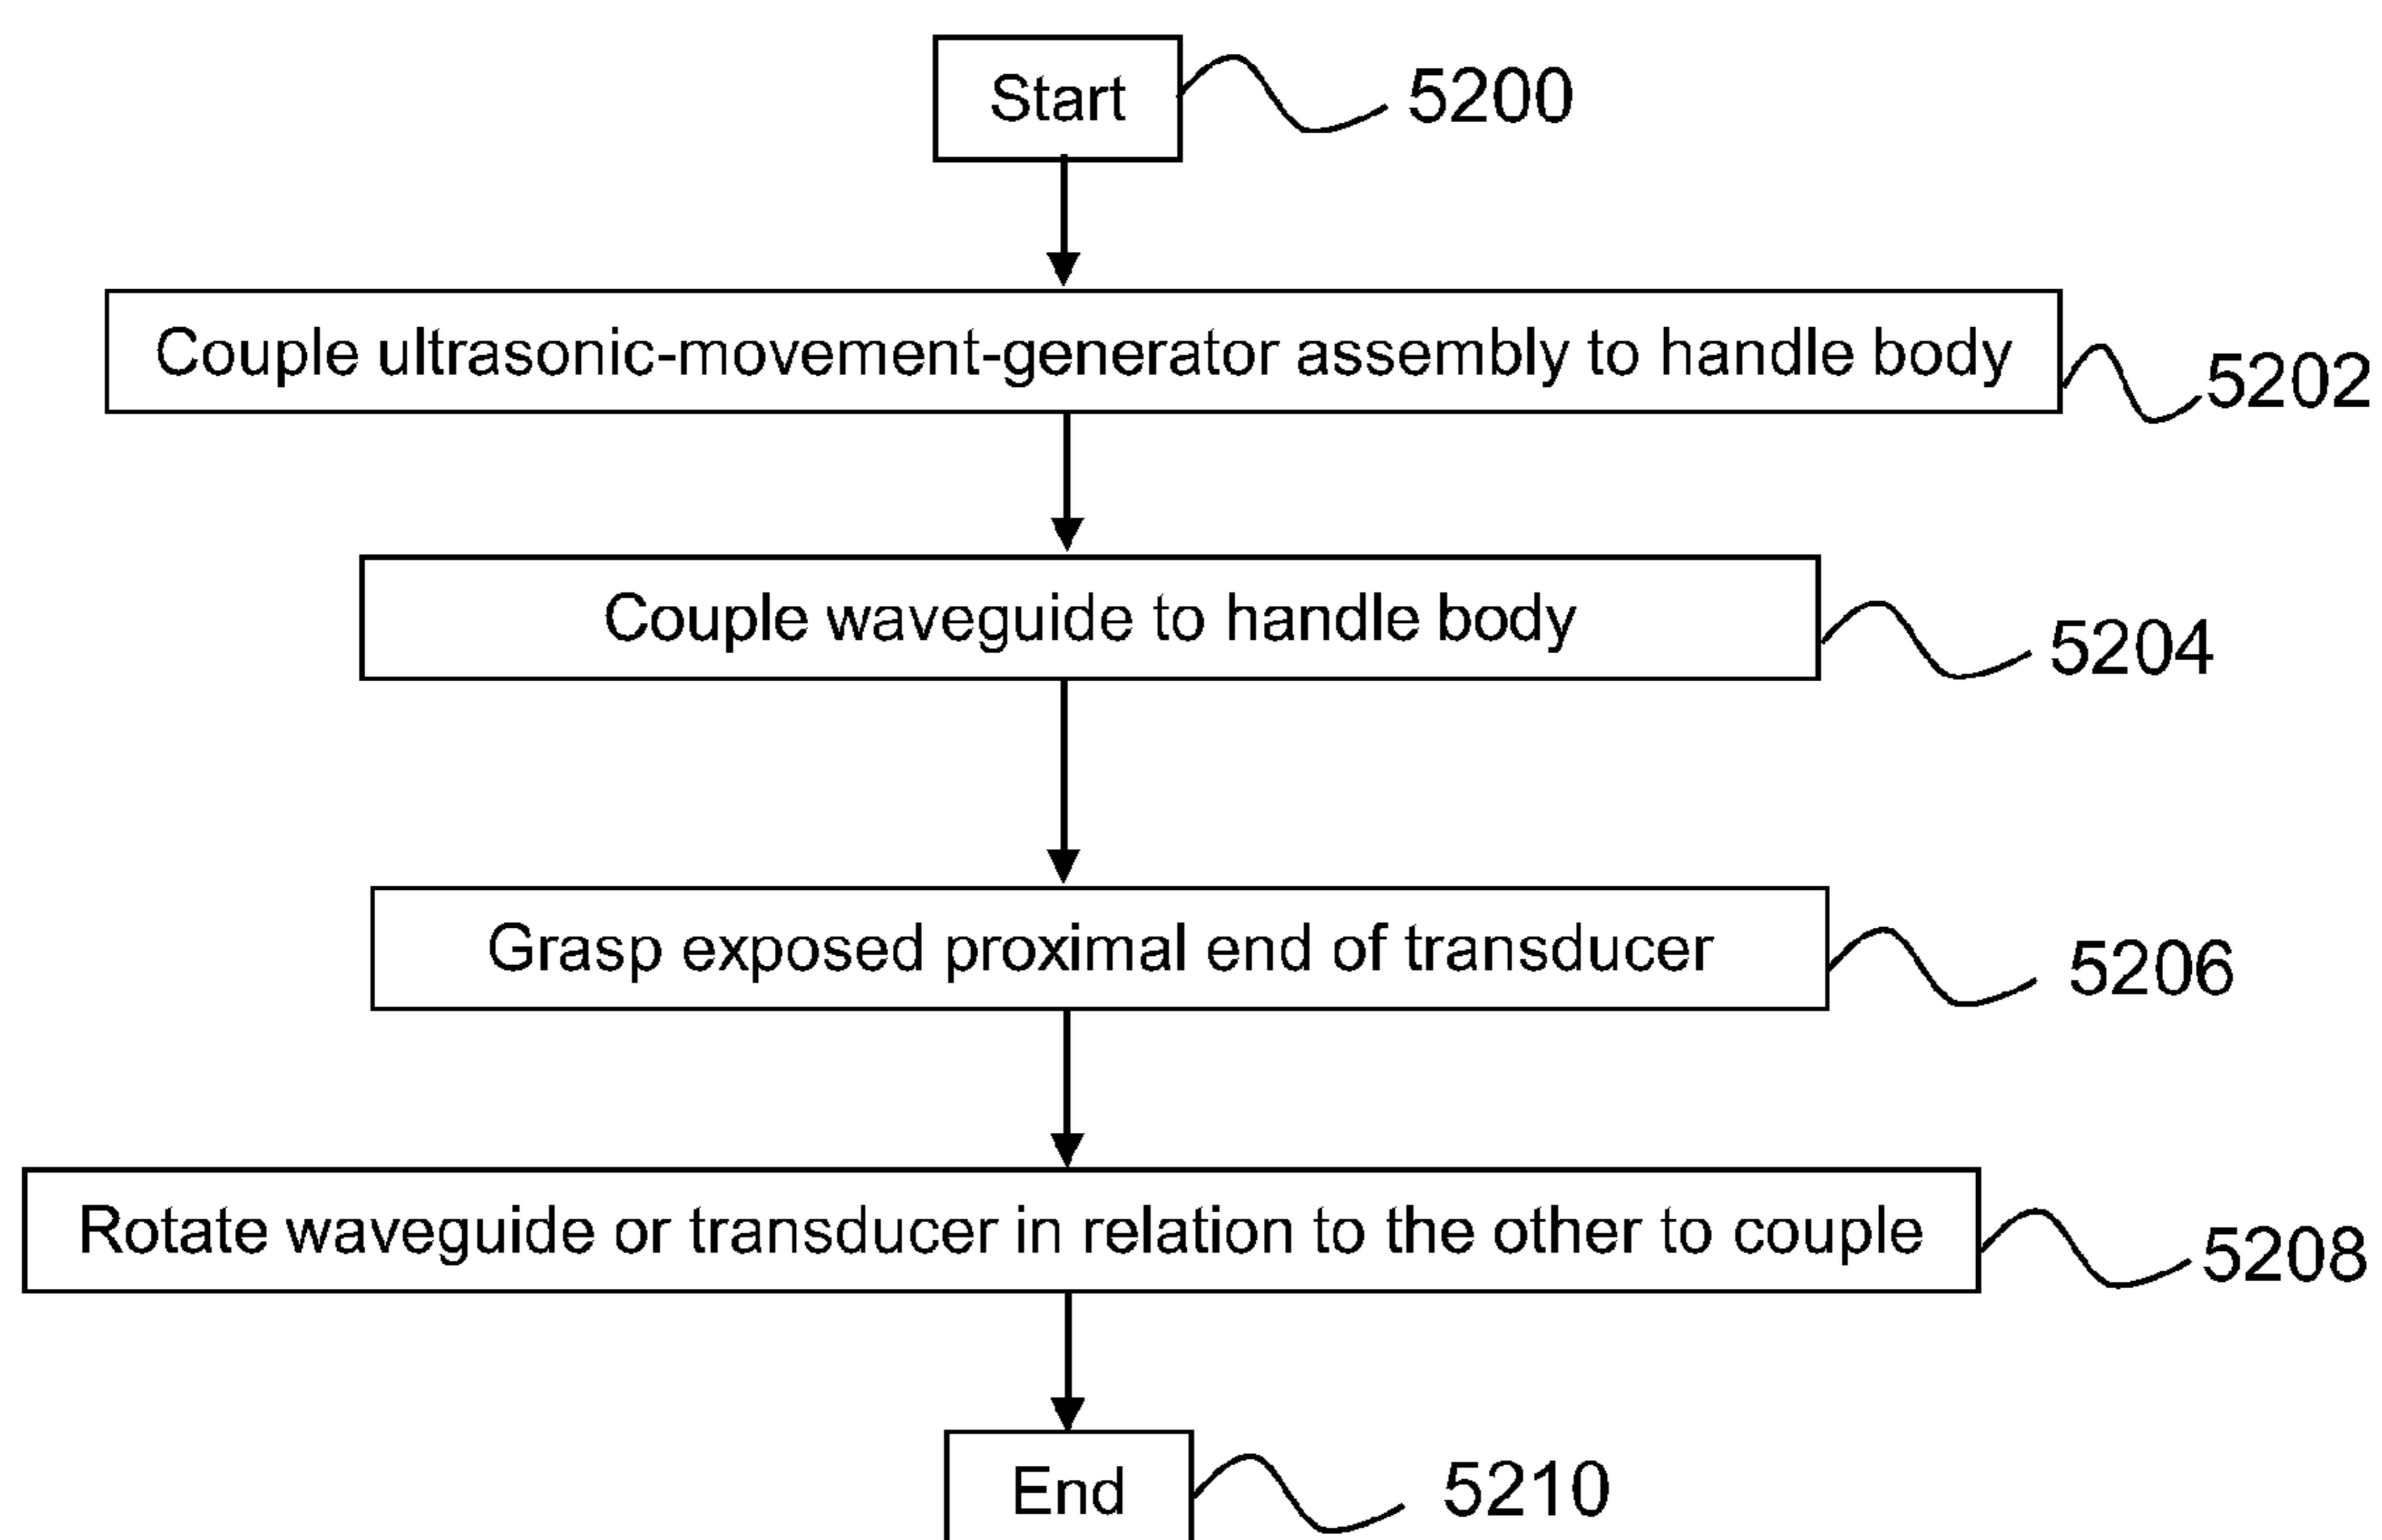 Start
5200
Couple ultrasonic-movement-generator assembly to handle body
5202
Couple waveguide to handle body
5204
Grasp exposed proximal end of transducer
5206
Rotate waveguide or transducer in relation to the other to couple
5208
End
5210